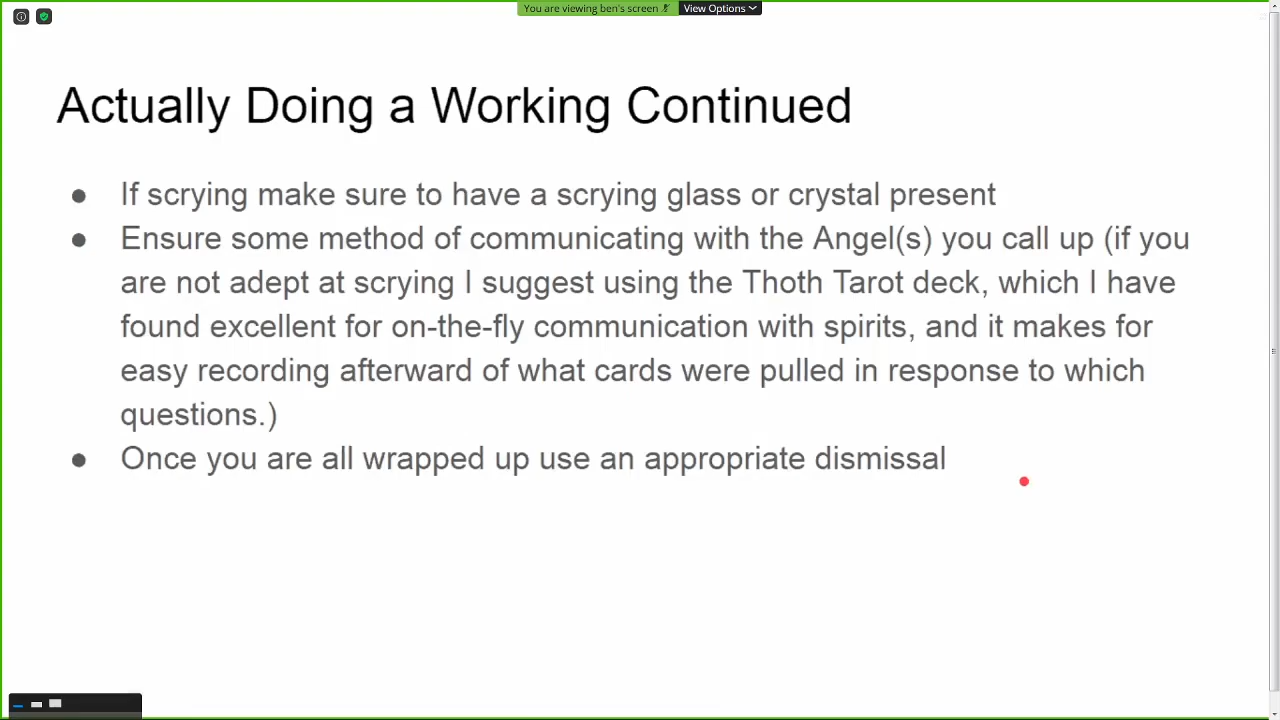 You are viewing ben's screen
View Options
Actually Doing a Working Continued
● If scrying make sure to have a scrying glass or crystal present
● Ensure some method of communicating with the Angel(s) you call up (if you
are not adept at scrying I suggest using the Thoth Tarot deck, which I have
found excellent for on-the-fly communication with spirits, and it makes for
easy recording afterward of what cards were pulled in response to which
questions.)
● Once you are all wrapped up use an appropriate dismissal